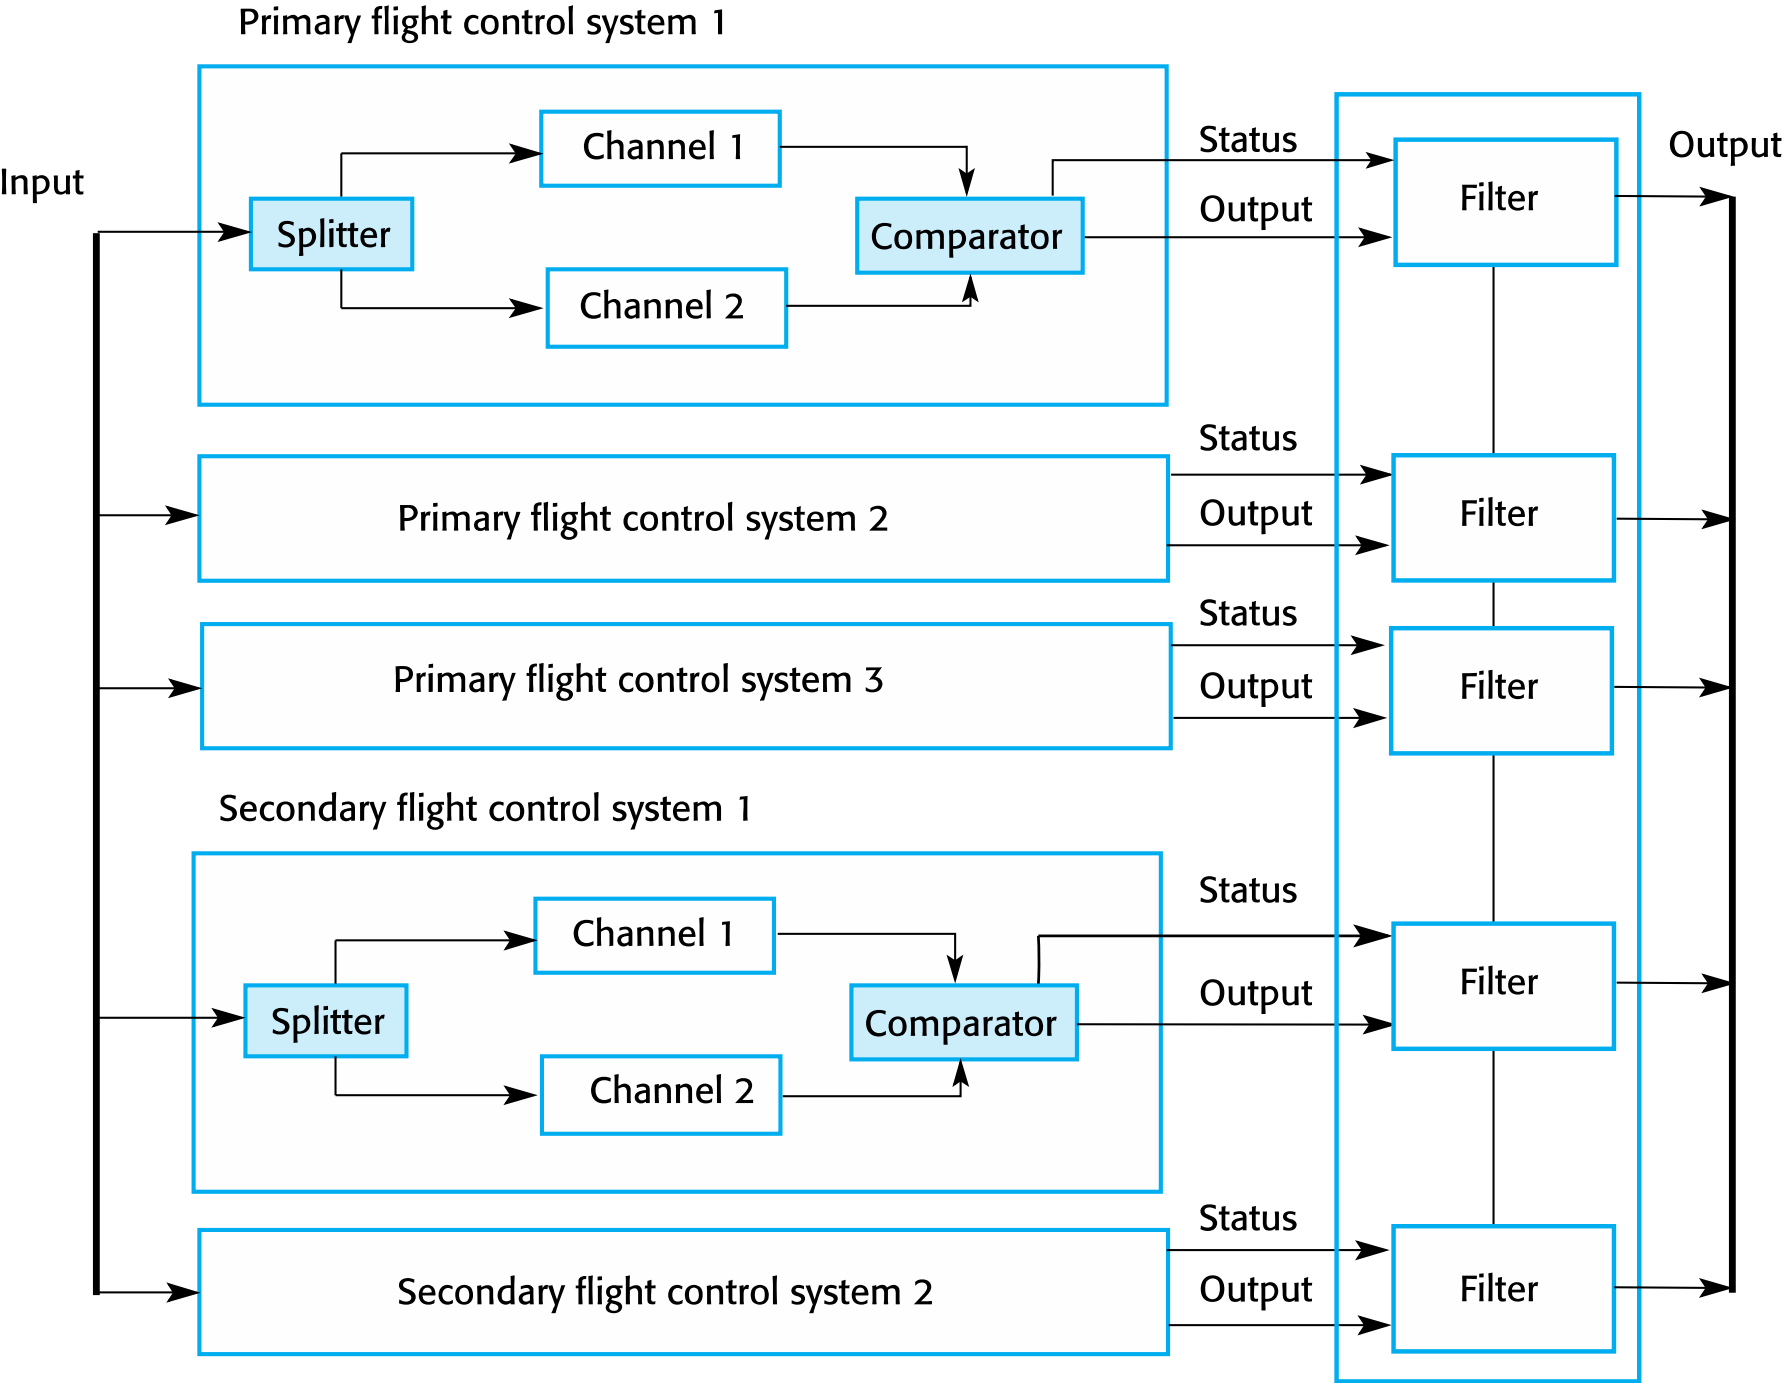 Primary flight control system 1
Input
Channel 1
Splitter
Channel 2
Comparator
Status
Output
Filter
Output
Primary flight control system 2
Status
Output
Filter
Primary flight control system 3
Status
Output
Filter
Secondary flight control system 1
Channel 1
Splitter
Channel 2
Comparator
Status
Output
Filter
Secondary flight control system 2
Status
Output
Filter